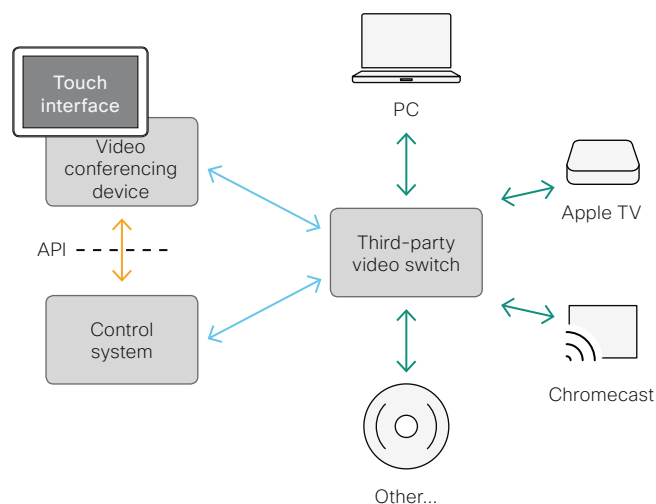 Touch
interface
Video
conferencing
device
API
Control
system
Third-party
video switch
PC
Apple TV
Chromecast
Other...